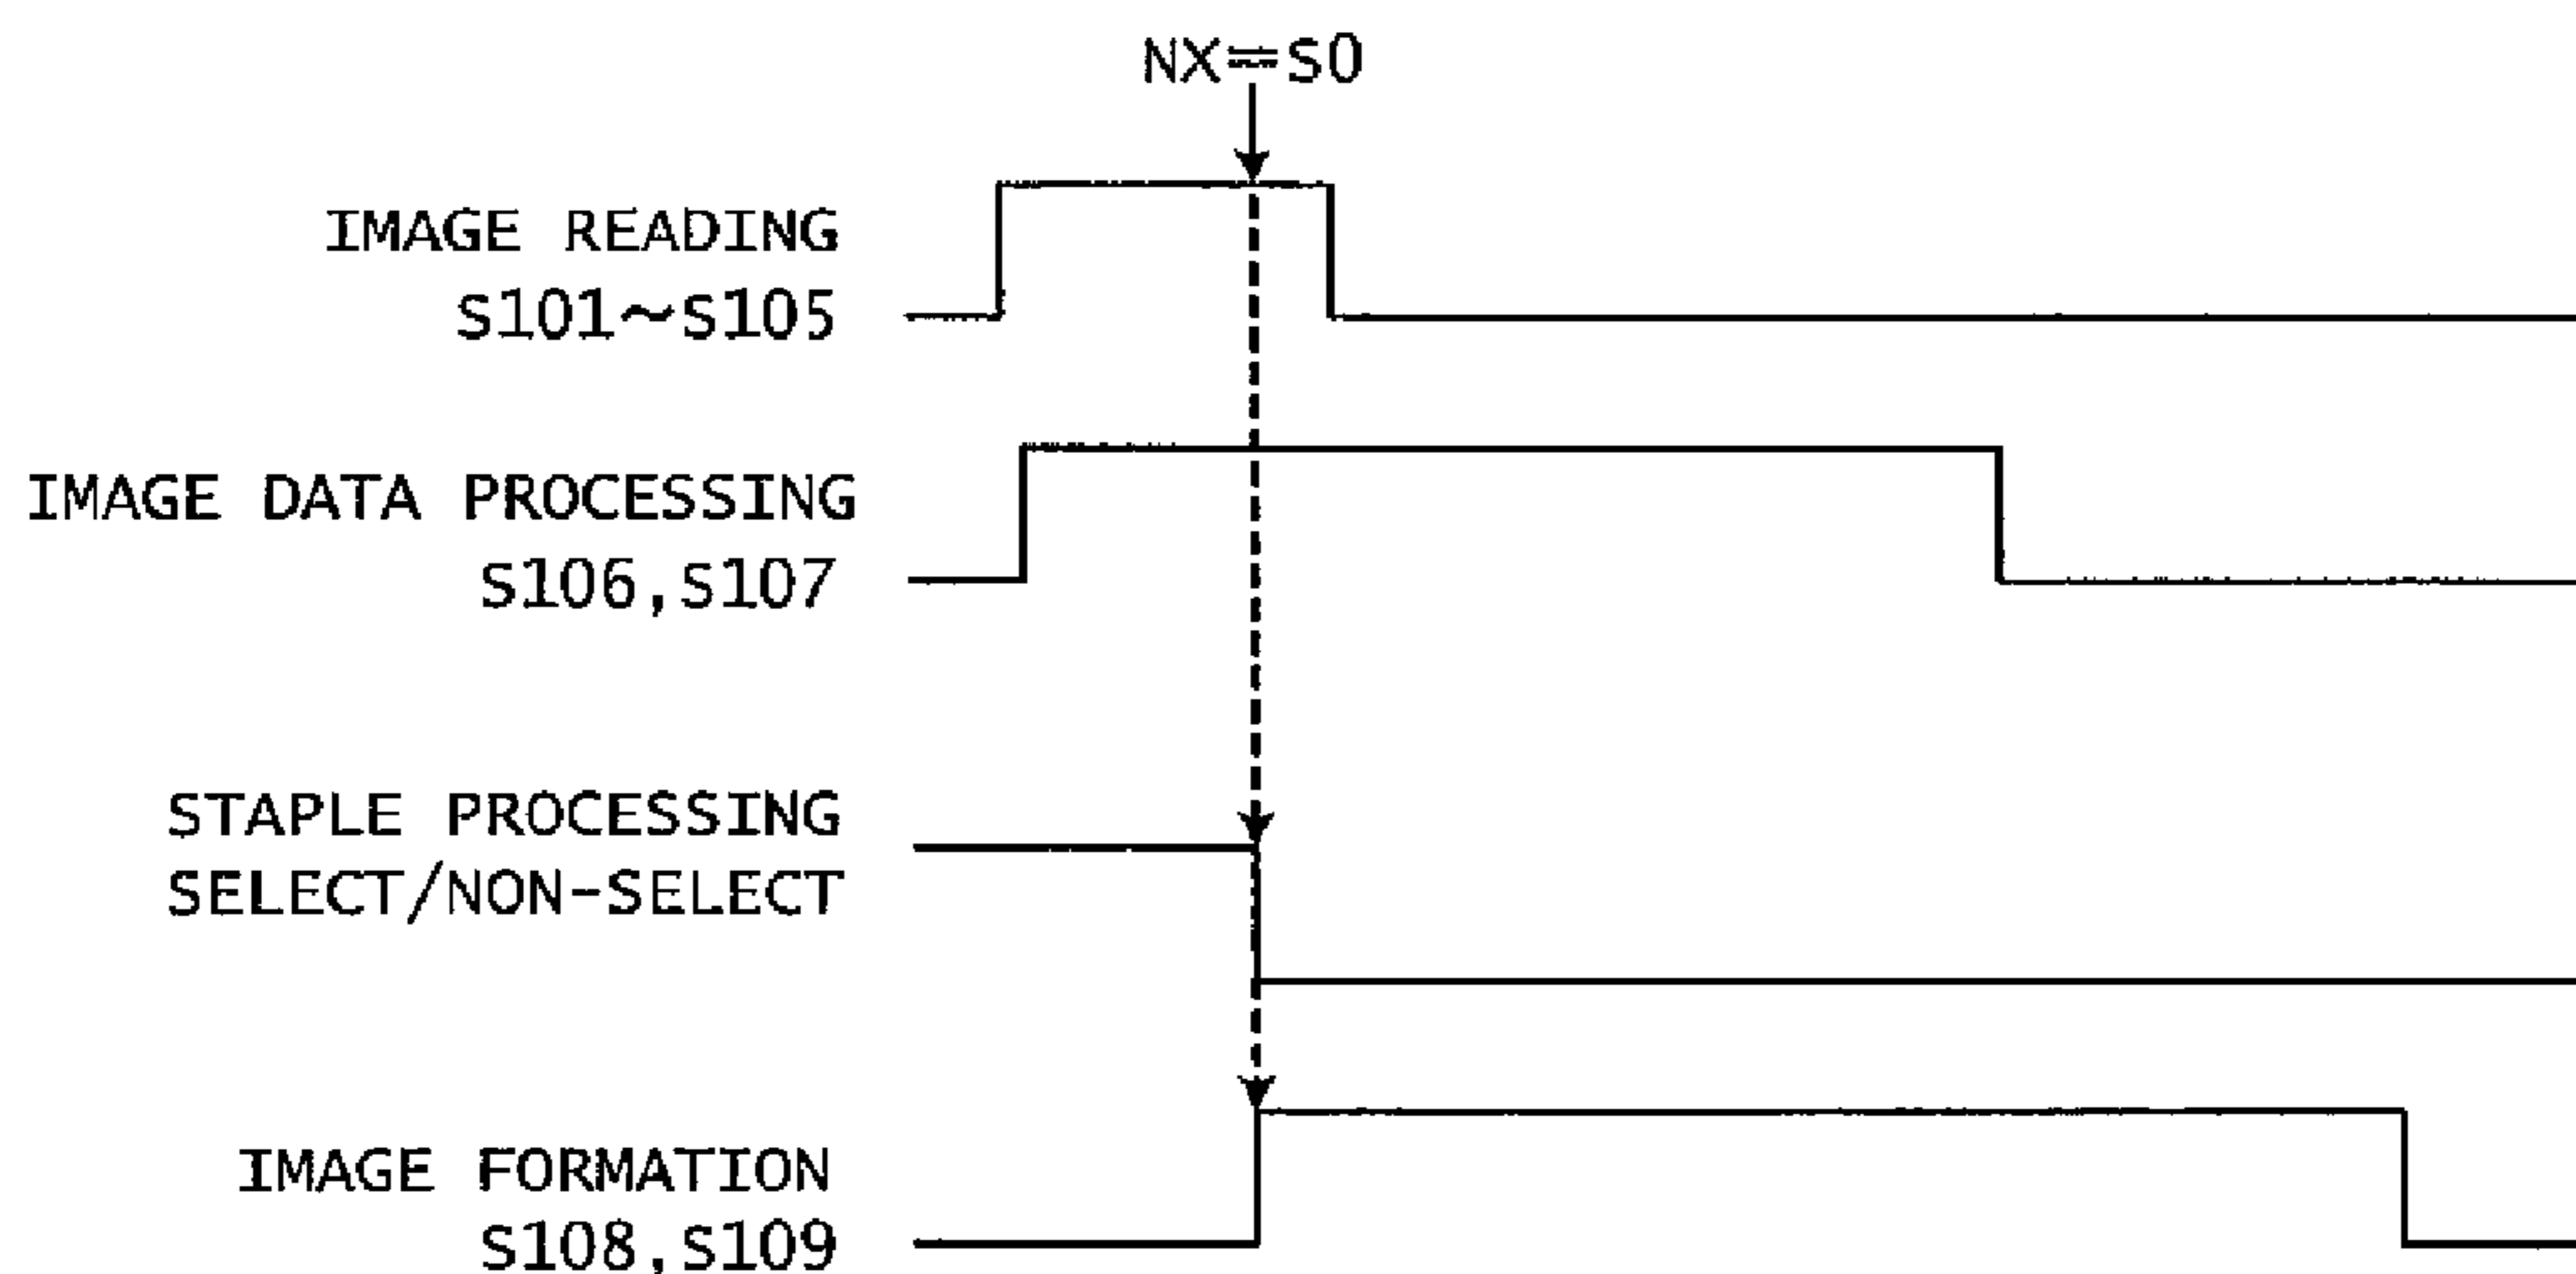 NX=S0
IMAGE READING
S101~S105
IMAGE DATA PROCESSING
S106,S107
STAPLE PROCESSING
SELECT/NON-SELECT
IMAGE FORMATION
S108,S109